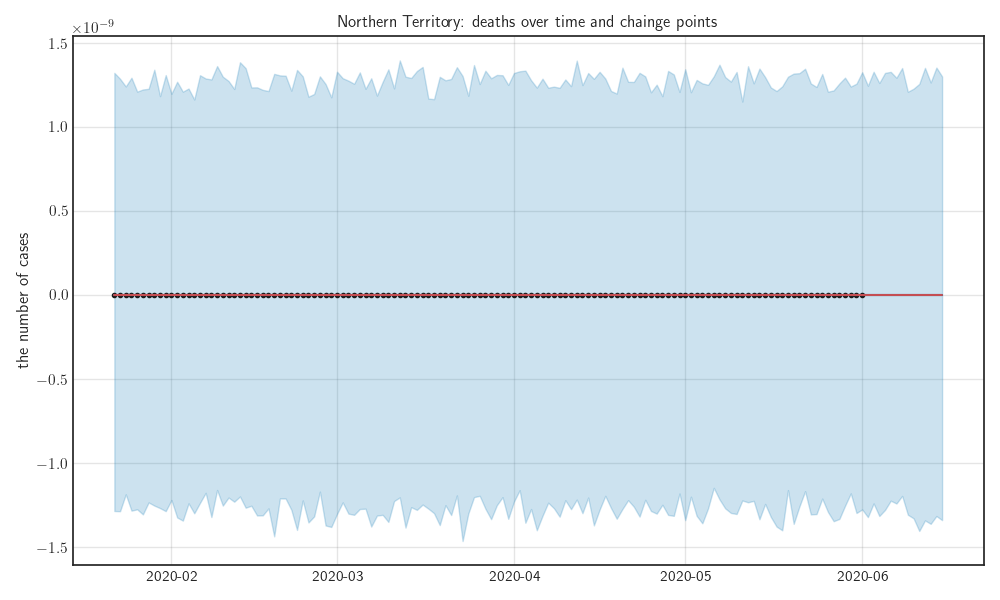 Northern Territory: deaths over time and chainge points
×10⁻⁹
1.5
1.0
0.5
0.0
−0.5
−1.0
−1.5
the number of cases
2020-02 2020-03 2020-04 2020-05 2020-06